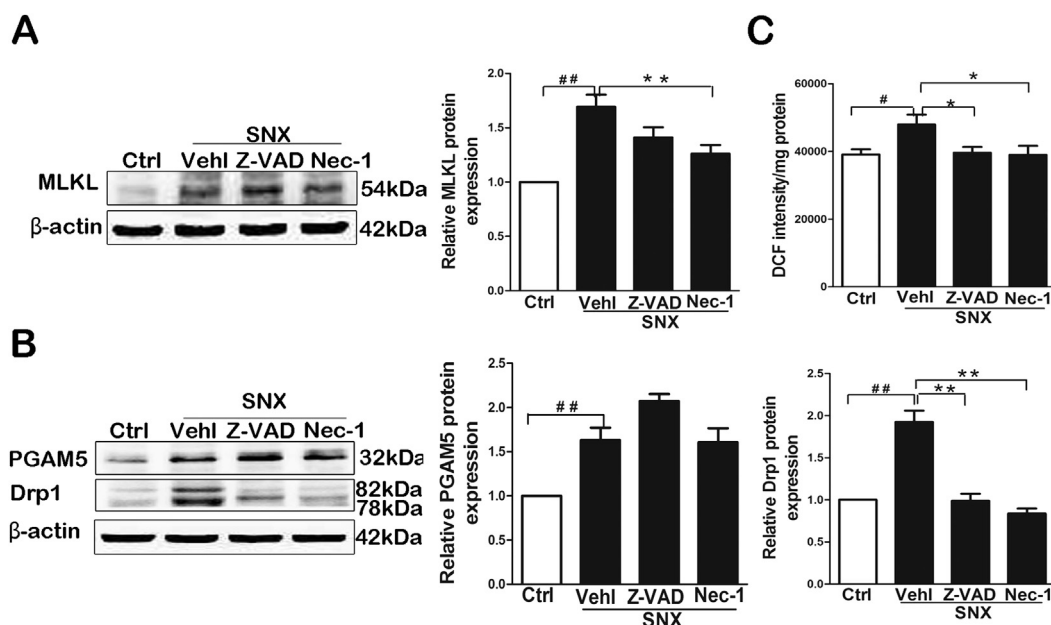 A
SNX
Ctrl Vehl Z-VAD Nec-1
MLKL 54kDa
β-actin 42kDa
Relative MLKL protein
expression
2.0
1.5
1.0
0.5
0.0
## **
Ctrl Vehl Z-VAD Nec-1
SNX
C
DCF intensity/mg protein
60000
40000
20000
0
# * *
Ctrl Vehl Z-VAD Nec-1
SNX
B
SNX
Ctrl Vehl Z-VAD Nec-1
PGAM5 32kDa
Drp1 82kDa
78kDa
β-actin 42kDa
Relative PGAM5 protein
expression
2.5
2.0
1.5
1.0
0.5
0.0
##
Ctrl Vehl Z-VAD Nec-1
SNX
Relative Drp1 protein
expression
2.5
2.0
1.5
1.0
0.5
0.0
## ** **
Ctrl Vehl Z-VAD Nec-1
SNX